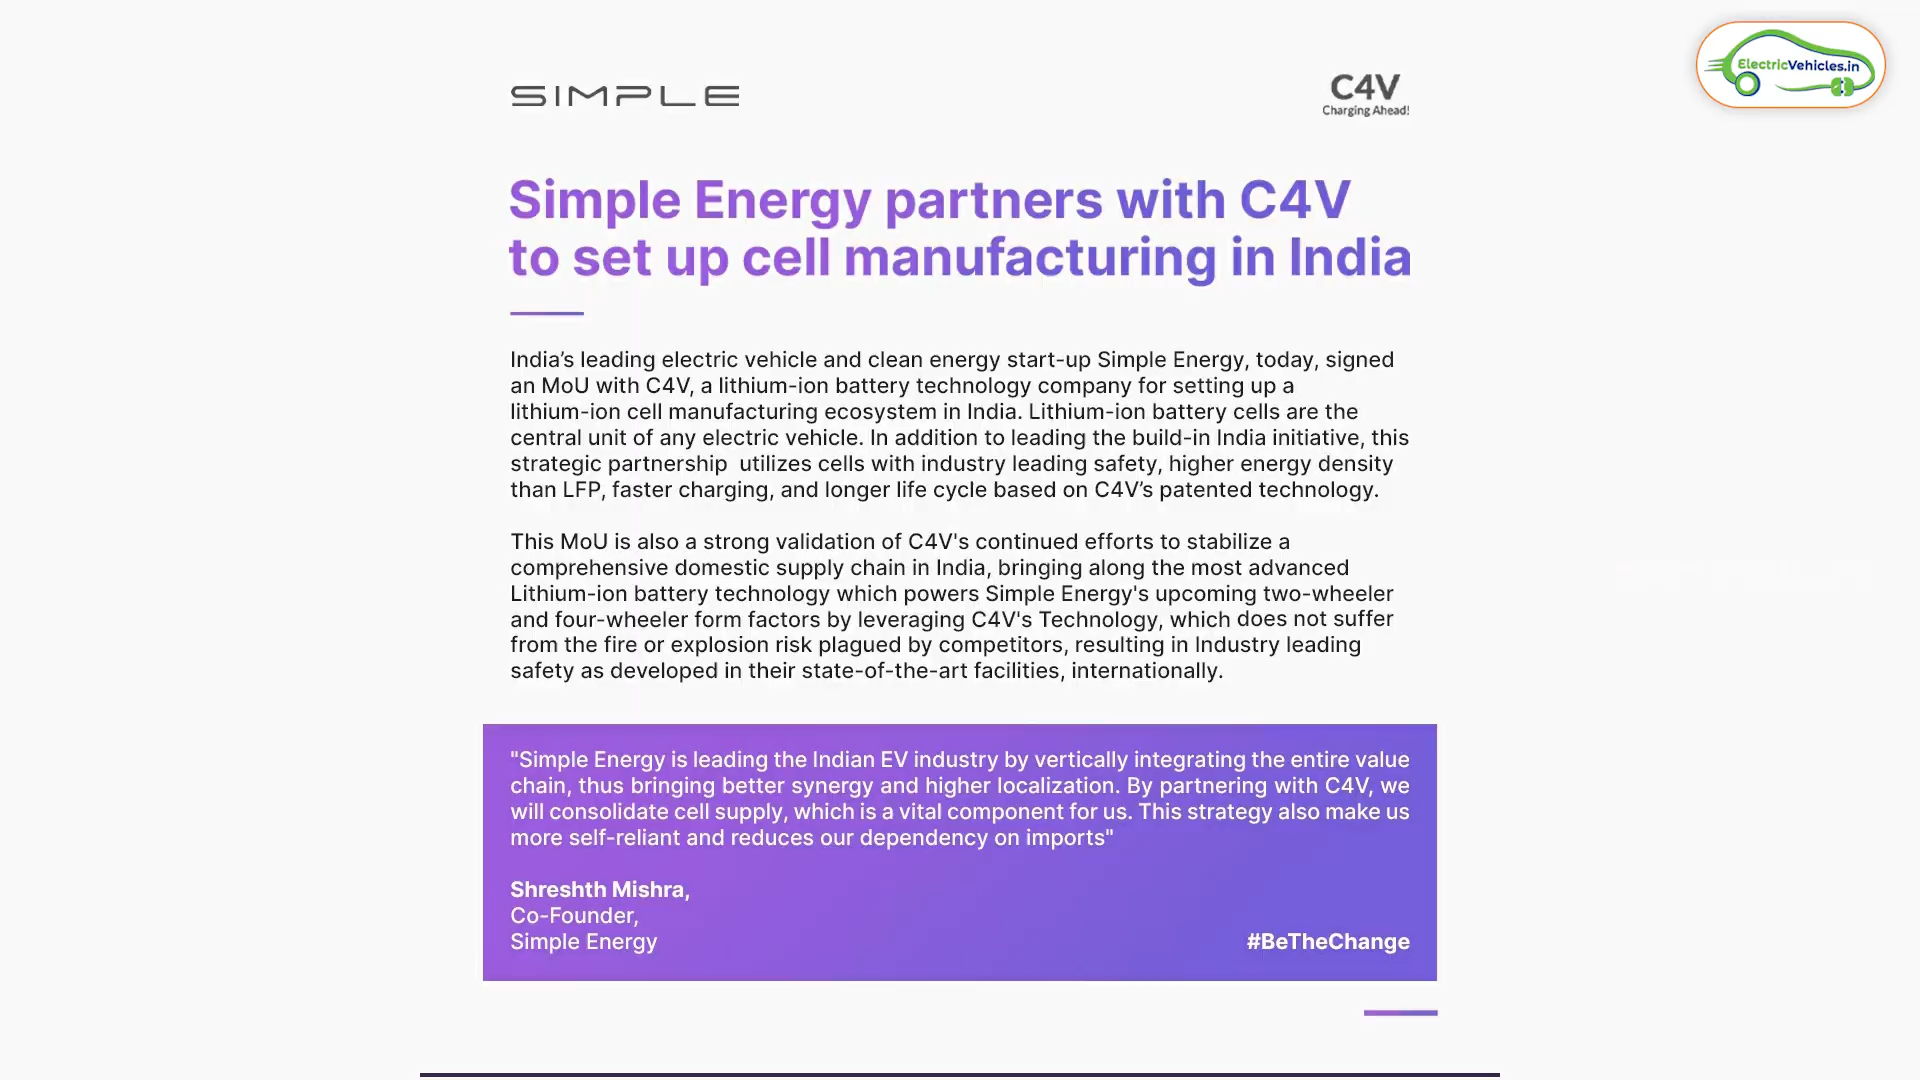 SIMPLE
C4V
Charging Ahead!
ElectricVehicles.in
Simple Energy partners with C4V
to set up cell manufacturing in India
India’s leading electric vehicle and clean energy start-up Simple Energy, today, signed
an MoU with C4V, a lithium-ion battery technology company for setting up a
lithium-ion cell manufacturing ecosystem in India. Lithium-ion battery cells are the
central unit of any electric vehicle. In addition to leading the build-in India initiative, this
strategic partnership  utilizes cells with industry leading safety, higher energy density
than LFP, faster charging, and longer life cycle based on C4V’s patented technology.
This MoU is also a strong validation of C4V's continued efforts to stabilize a
comprehensive domestic supply chain in India, bringing along the most advanced
Lithium-ion battery technology which powers Simple Energy's upcoming two-wheeler
and four-wheeler form factors by leveraging C4V's Technology, which does not suffer
from the fire or explosion risk plagued by competitors, resulting in Industry leading
safety as developed in their state-of-the-art facilities, internationally.
"Simple Energy is leading the Indian EV industry by vertically integrating the entire value
chain, thus bringing better synergy and higher localization. By partnering with C4V, we
will consolidate cell supply, which is a vital component for us. This strategy also make us
more self-reliant and reduces our dependency on imports"
Shreshth Mishra,
Co-Founder,
Simple Energy
#BeTheChange